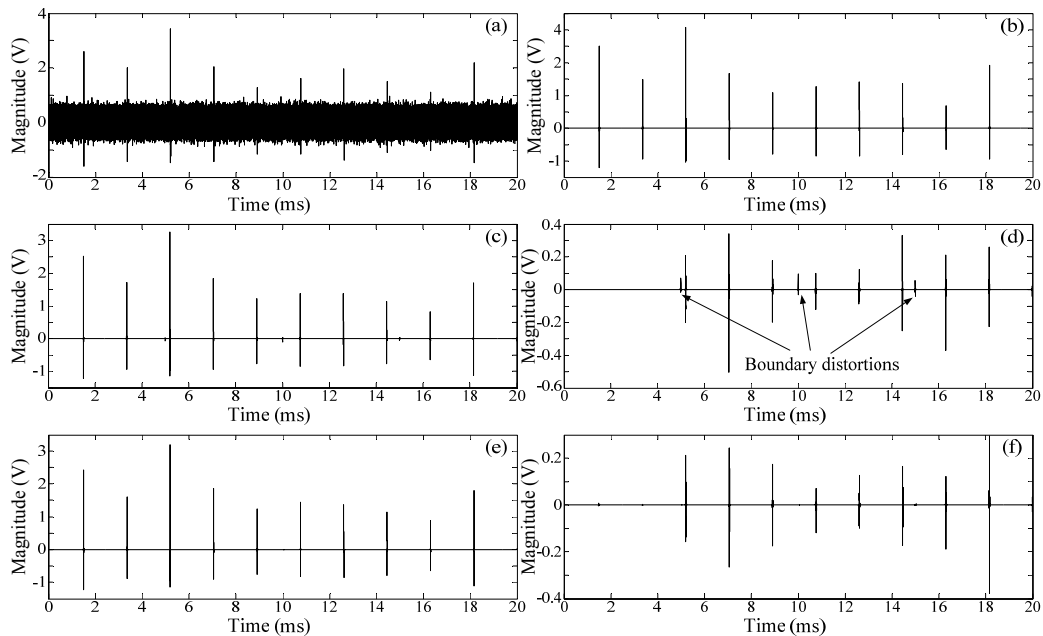 (a)
Magnitude (V)
4
2
0
-2
0 2 4 6 8 10 12 14 16 18 20
Time (ms)
(b)
Magnitude (V)
4
3
2
1
0
-1
0 2 4 6 8 10 12 14 16 18 20
Time (ms)
(c)
Magnitude (V)
3
2
1
0
-1
0 2 4 6 8 10 12 14 16 18 20
Time (ms)
(d)
Magnitude (V)
0.4
0.2
0
-0.2
-0.4
-0.6
Boundary distortions
0 2 4 6 8 10 12 14 16 18 20
Time (ms)
(e)
Magnitude (V)
3
2
1
0
-1
0 2 4 6 8 10 12 14 16 18 20
Time (ms)
(f)
Magnitude (V)
0.2
0
-0.2
-0.4
0 2 4 6 8 10 12 14 16 18 20
Time (ms)